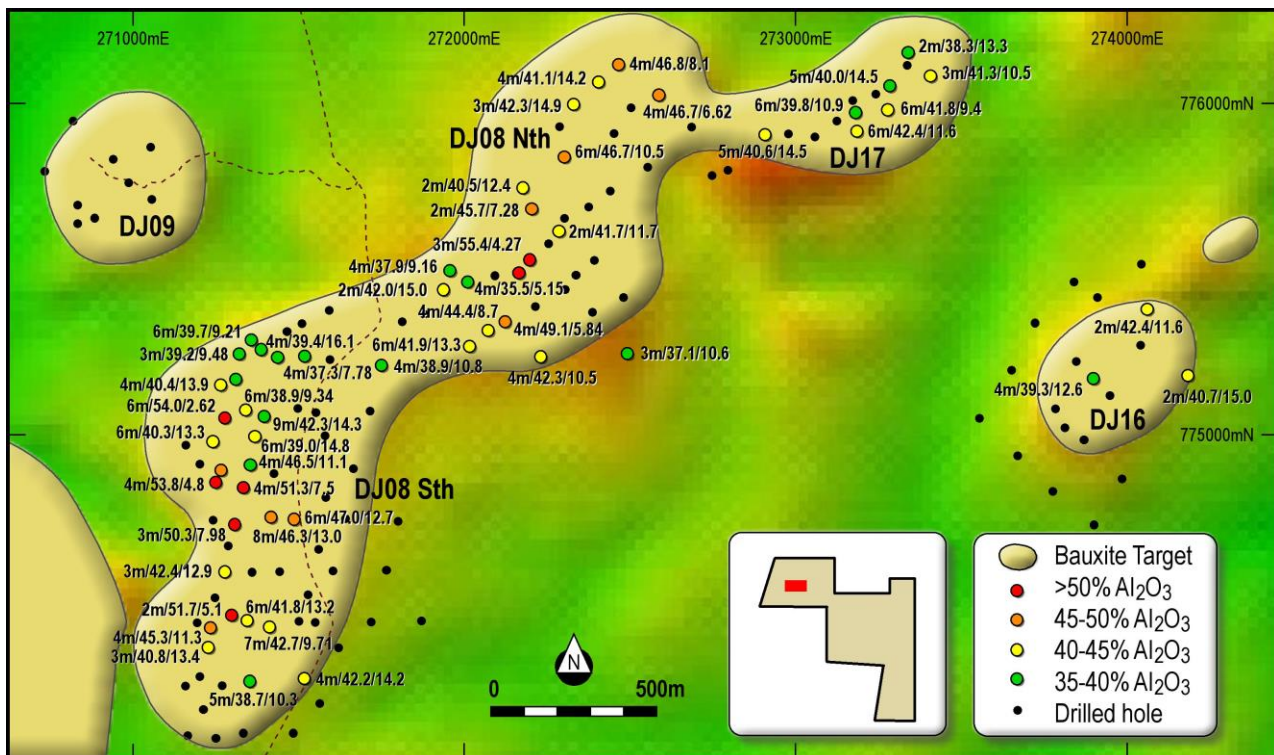 271000mE
272000mE
273000mE
274000mE
776000mN
775000mN
2m/38.3/13.3
4m/46.8/8.1
3m/41.3/10.5
4m/41.1/14.2
5m/40.0/14.5
3m/42.3/14.9
4m/46.7/6.62
6m/39.8/10.9
6m/41.8/9.4
6m/42.4/11.6
DJ08 Nth
5m/40.6/14.5
DJ17
6m/46.7/10.5
2m/40.5/12.4
2m/45.7/7.28
DJ09
2m/41.7/11.7
3m/55.4/4.27
4m/37.9/9.16
4m/35.5/5.15
2m/42.0/15.0
4m/44.4/8.7
4m/49.1/5.84
2m/42.4/11.6
6m/39.7/9.21
4m/39.4/16.1
6m/41.9/13.3
3m/37.1/10.6
3m/39.2/9.48
4m/37.3/7.78
4m/38.9/10.8
4m/42.3/10.5
4m/40.4/13.9
4m/39.3/12.6
2m/40.7/15.0
6m/38.9/9.34
6m/54.0/2.62
9m/42.3/14.3
DJ16
6m/40.3/13.3
6m/39.0/14.8
4m/46.5/11.1
4m/53.8/4.8
4m/51.3/7.5
DJ08 Sth
6m/47.0/12.7
3m/50.3/7.98
8m/46.3/13.0
3m/42.4/12.9
2m/51.7/5.1
6m/41.8/13.2
4m/45.3/11.3
7m/42.7/9.71
3m/40.8/13.4
4m/42.2/14.2
5m/38.7/10.3
N
0 500m
Bauxite Target
>50% Al₂O₃
45-50% Al₂O₃
40-45% Al₂O₃
35-40% Al₂O₃
Drilled hole